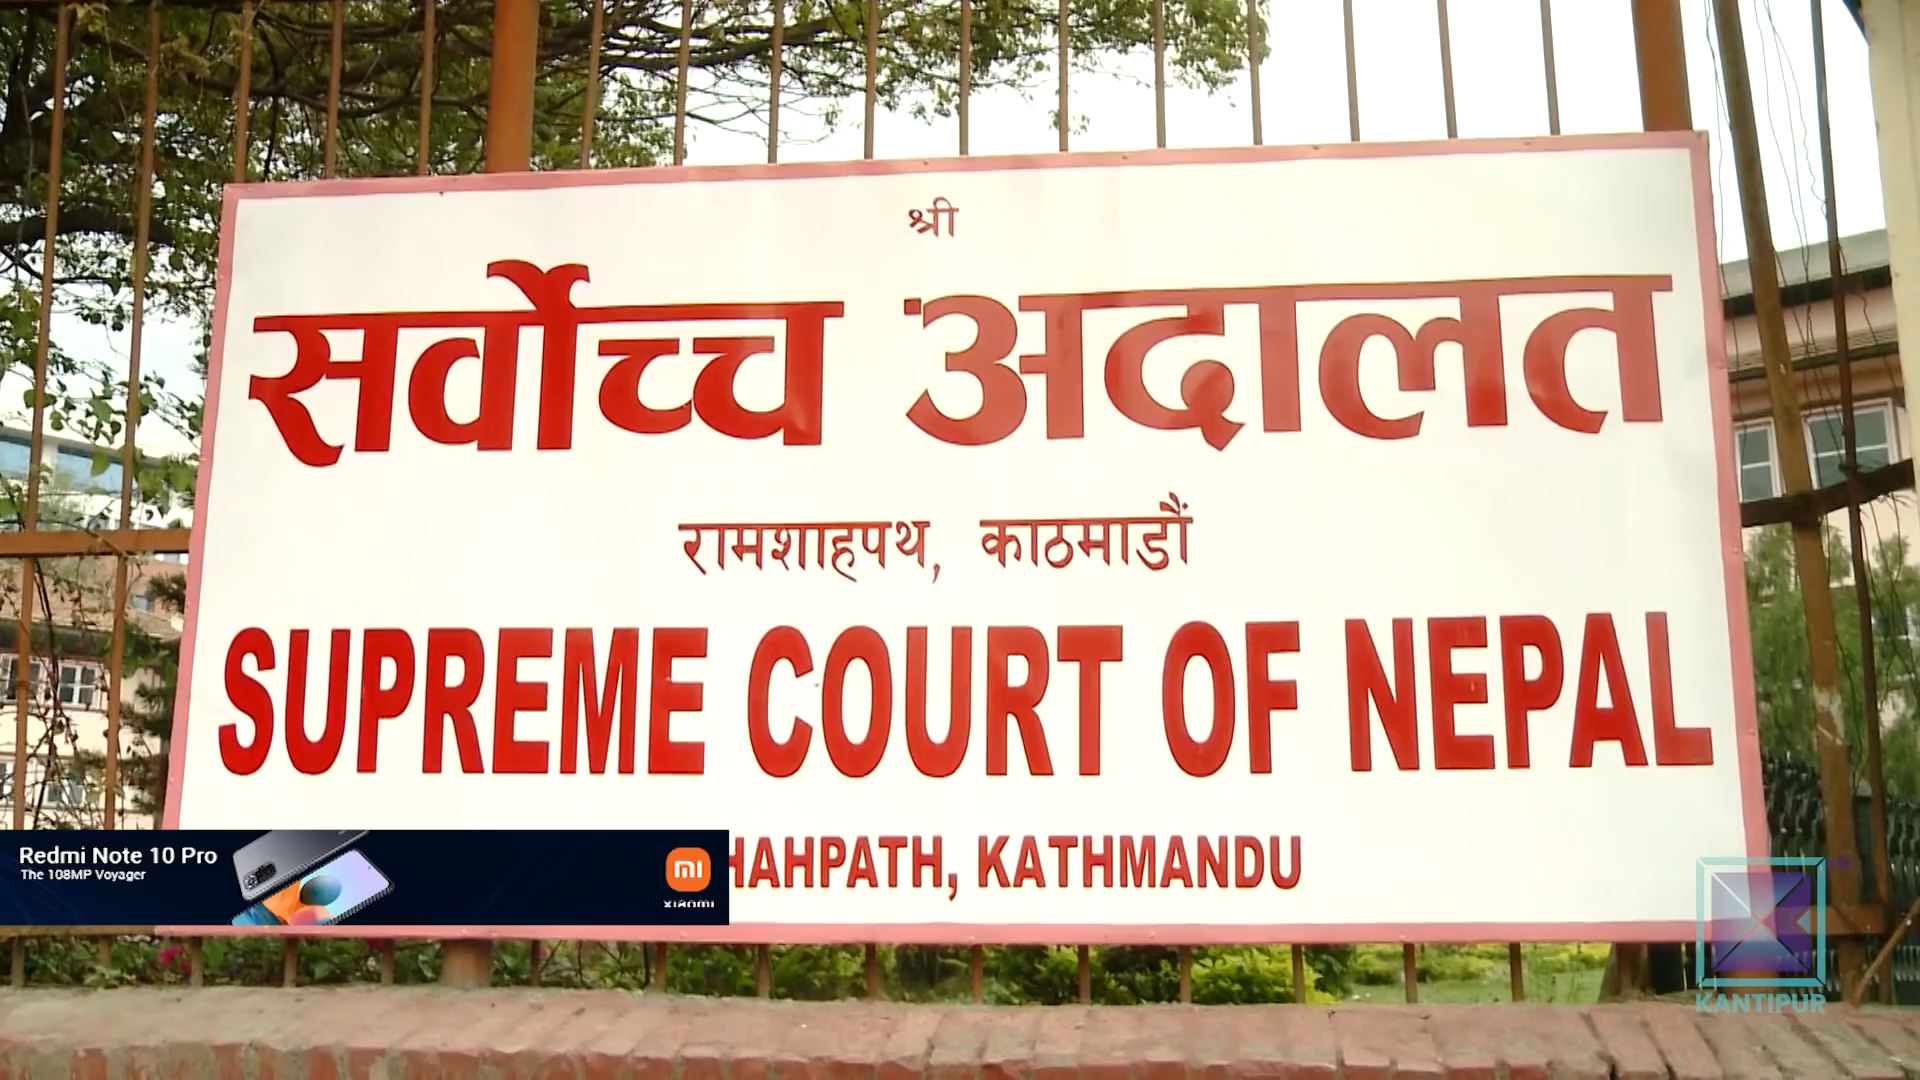 श्री
सर्वोच्च अदालत
रामशाहपथ, काठमाडौं
SUPREME COURT OF NEPAL
HAHPATH, KATHMANDU
Redmi Note 10 Pro
The 108MP Voyager
mi
xiaomi
KANTIPUR